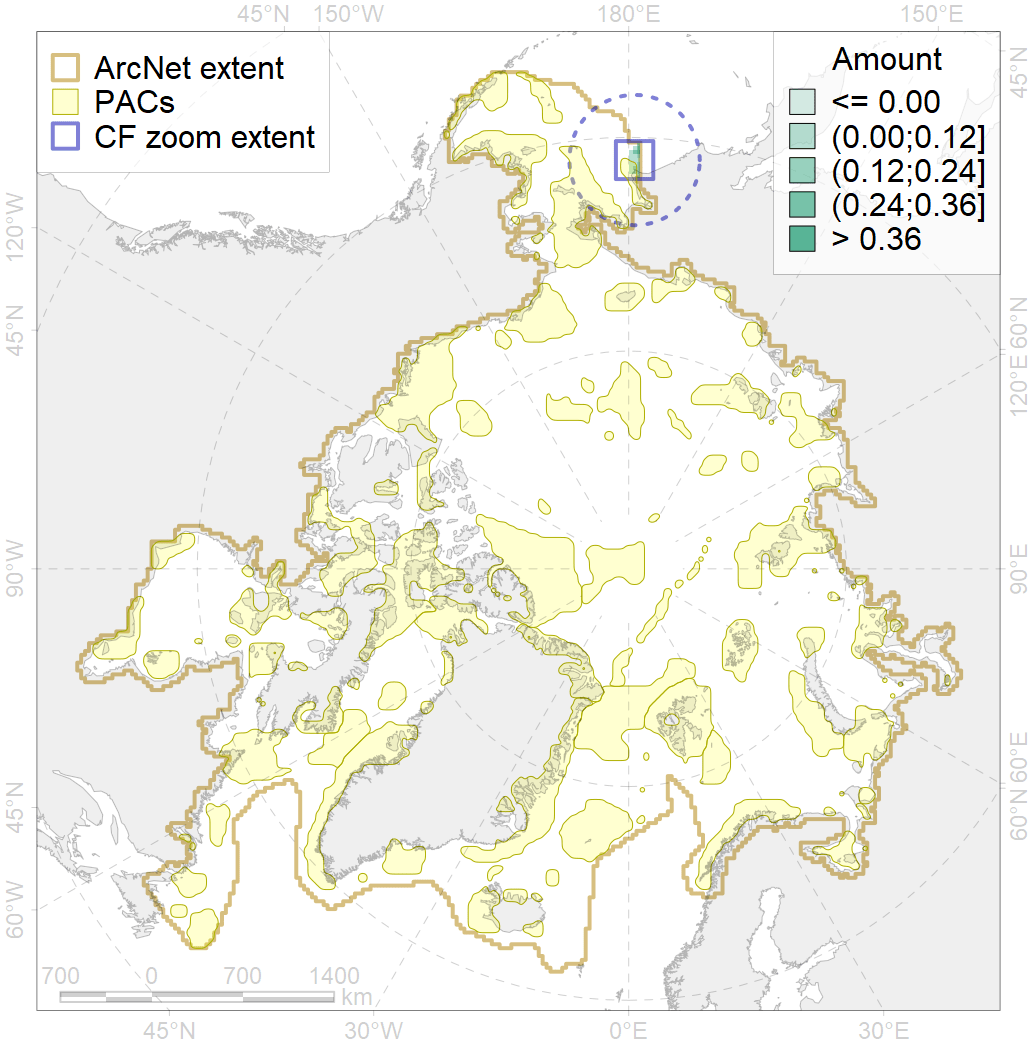 45°N 150°W 180°E 150°E
ArcNet extent
PACs
CF zoom extent
Amount
<= 0.00
(0.00;0.12]
(0.12;0.24]
(0.24;0.36]
> 0.36
120°W
45°N
90°W
45°N
60°W
45°N
60°N
120°E
90°E
60°E
60°N
700 0 700 1400
km
45°N 30°W 0°E 30°E